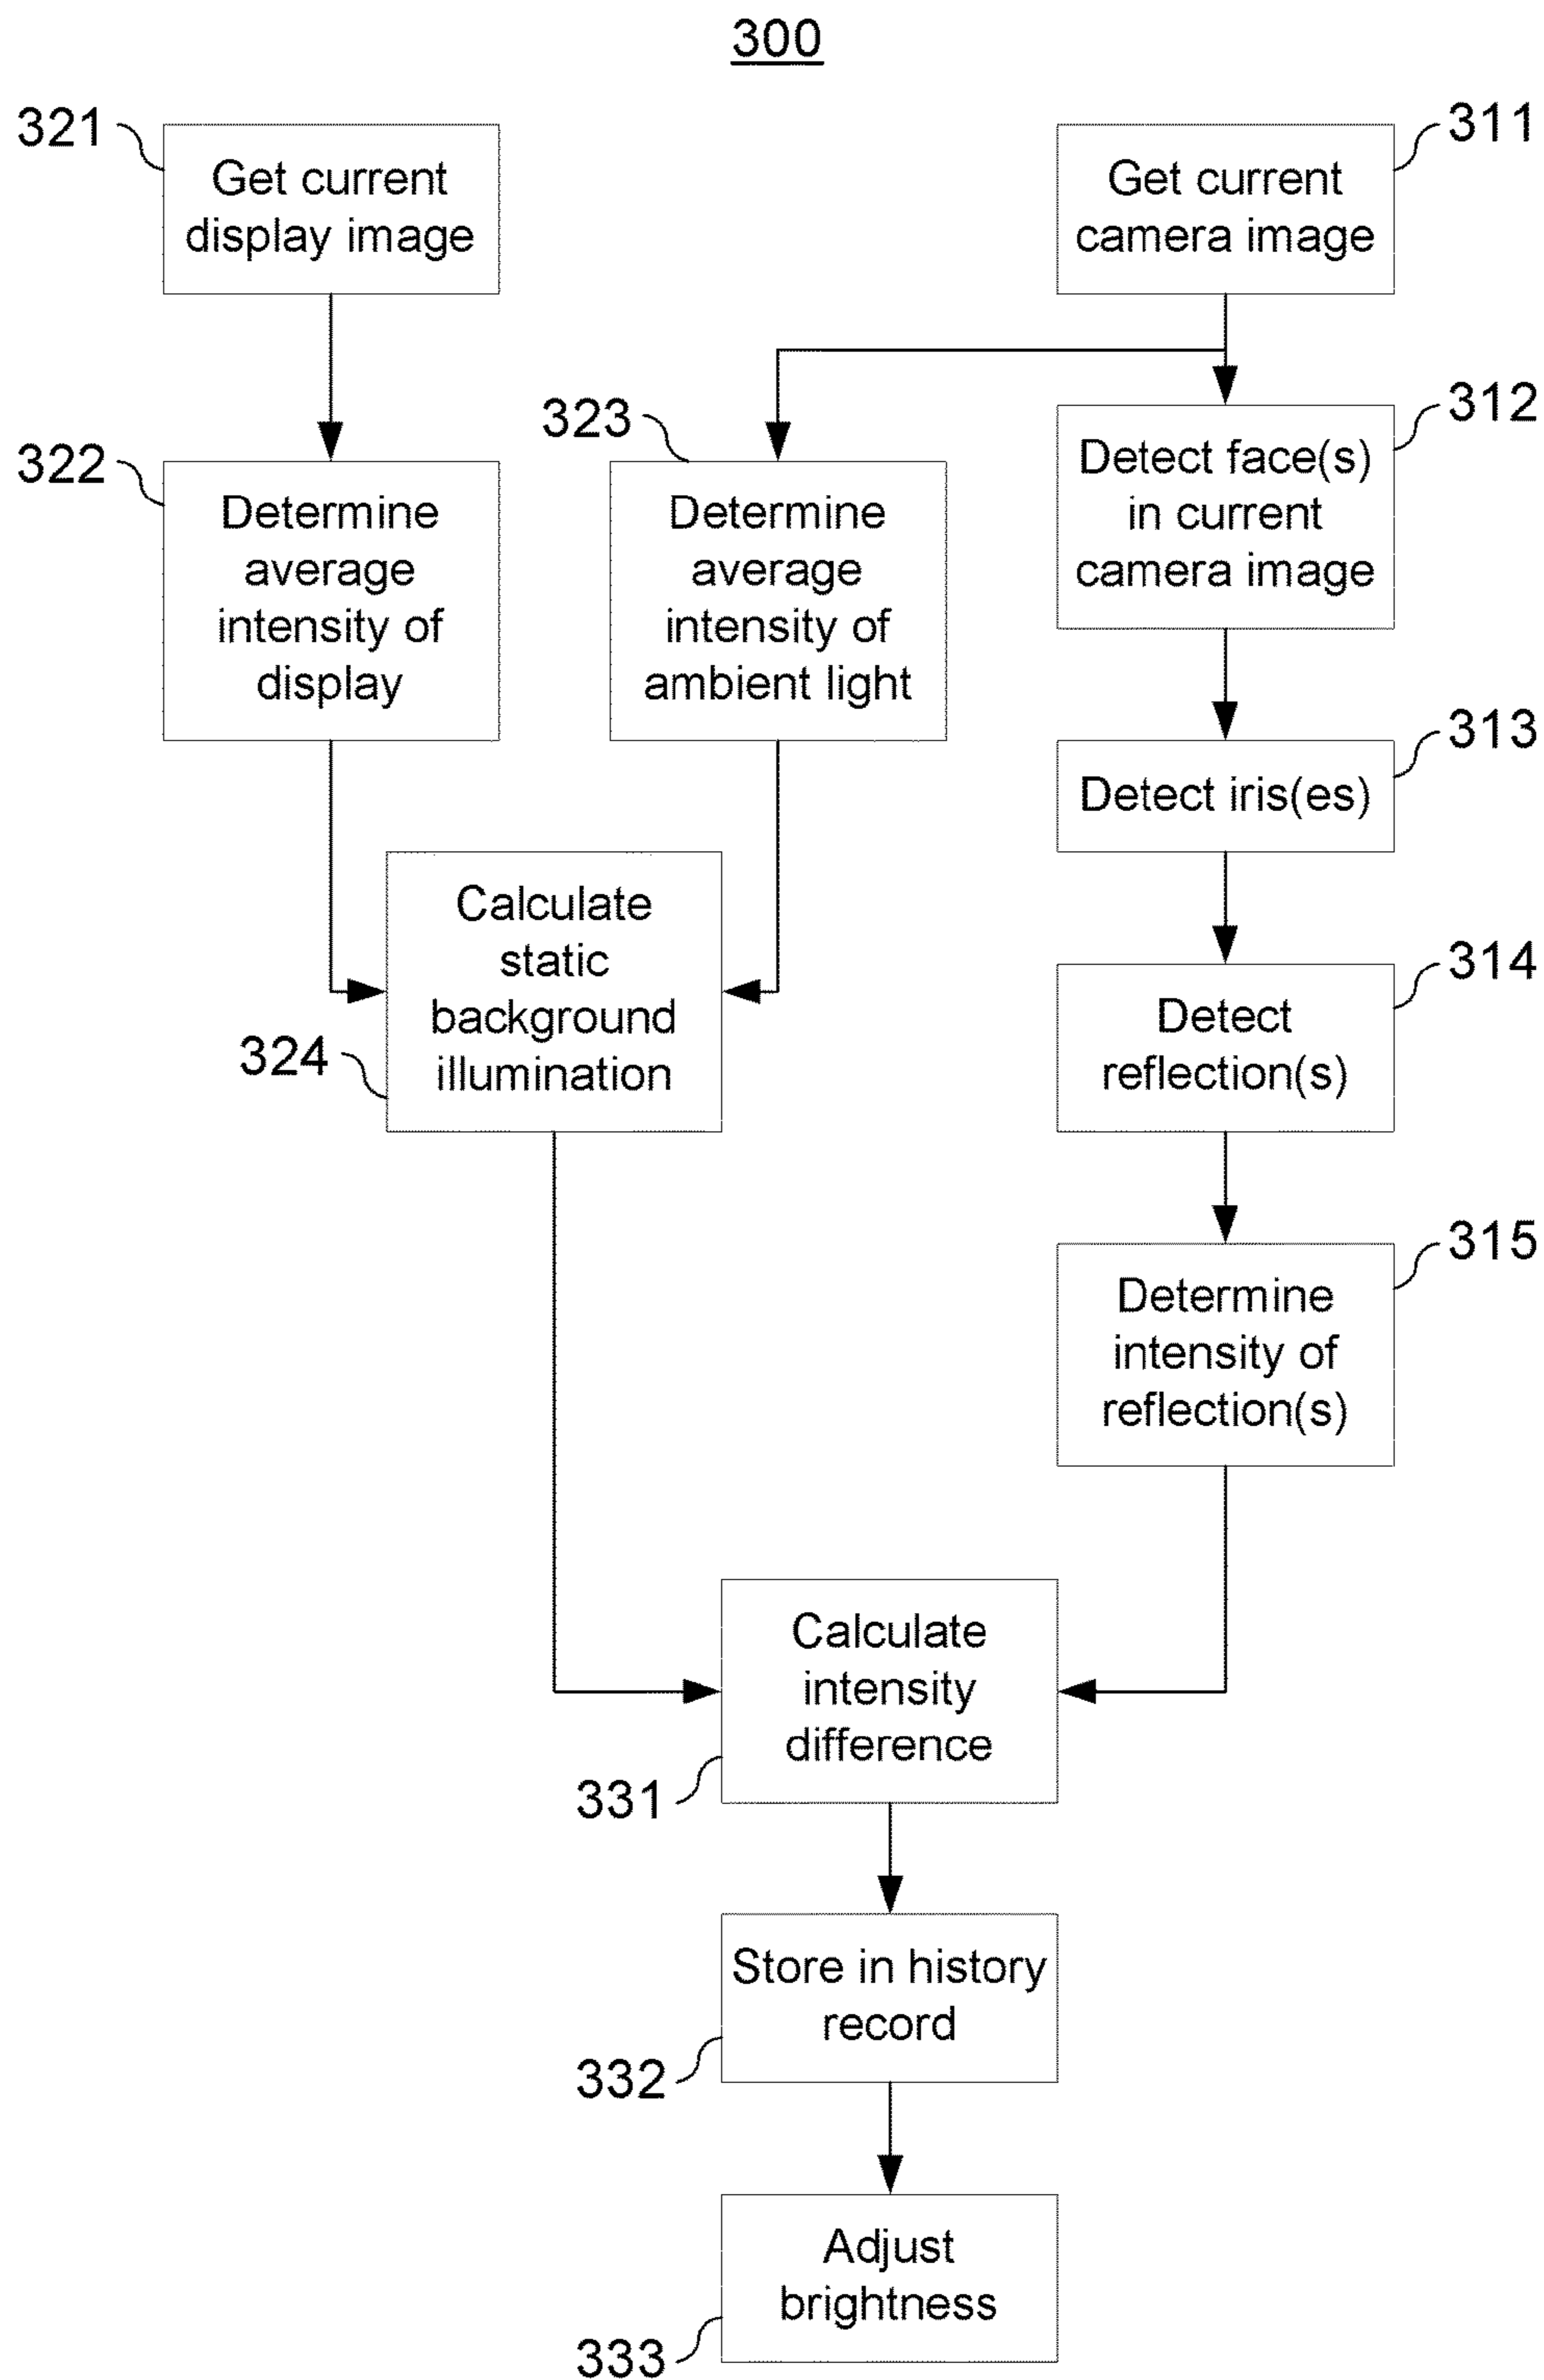 300
321
Get current
display image
311
Get current
camera image
322
Determine
average
intensity of
display
323
Determine
average
intensity of
ambient light
312
Detect face(s)
in current
camera image
313
Detect iris(es)
324
Calculate
static
background
illumination
314
Detect
reflection(s)
315
Determine
intensity of
reflection(s)
331
Calculate
intensity
difference
332
Store in history
record
333
Adjust
brightness